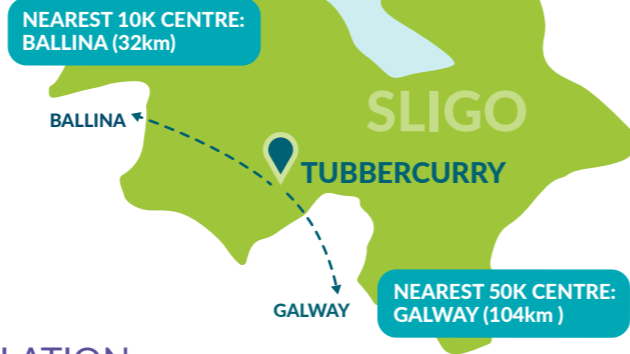 NEAREST 10K CENTRE:
BALLINA (32km)
SLIGO
BALLINA
TUBBERCURRY
GALWAY
NEAREST 50K CENTRE:
GALWAY (104km )